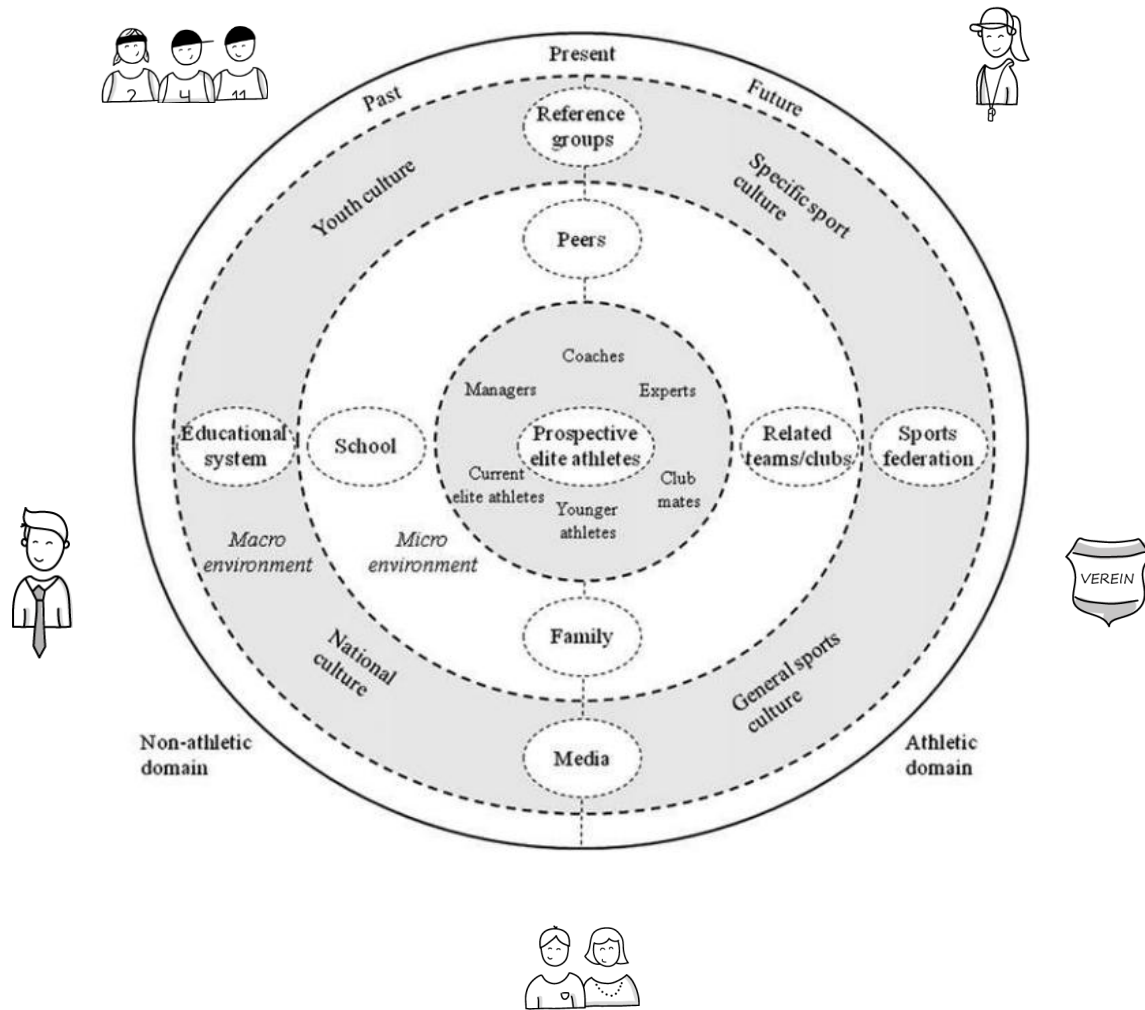 2
4
11
Present
Past
Future
Reference
groups
Youth culture
Specific sport
culture
Peers
Coaches
Managers
Experts
Educational
system
School
Prospective
elite athletes
Related
teams/clubs
Sports
federation
Current
elite athletes
Club
mates
Younger
athletes
Macro
environment
Micro
environment
VEREIN
Family
National
culture
General sports
culture
Non-athletic
domain
Media
Athletic
domain